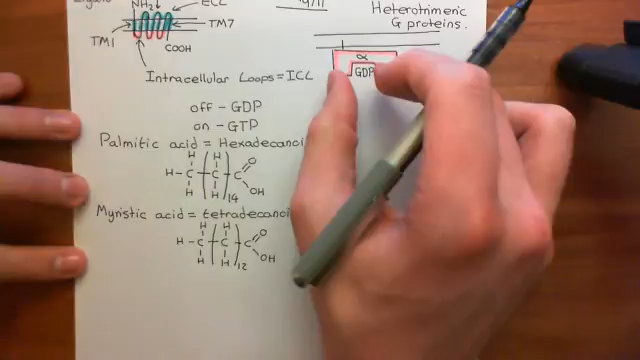 NH₂
ECL
TM7
TM1
COOH
Heterotrimeric
G proteins.
Intracellular Loops = ICL
α
GDP
off - GDP
on - GTP
Palmitic acid = Hexadecanoi
H H
H - C - C - C O
H H 14 OH
Myristic acid = tetradecanoi
H H
H - C - C - C O
H H 12 OH